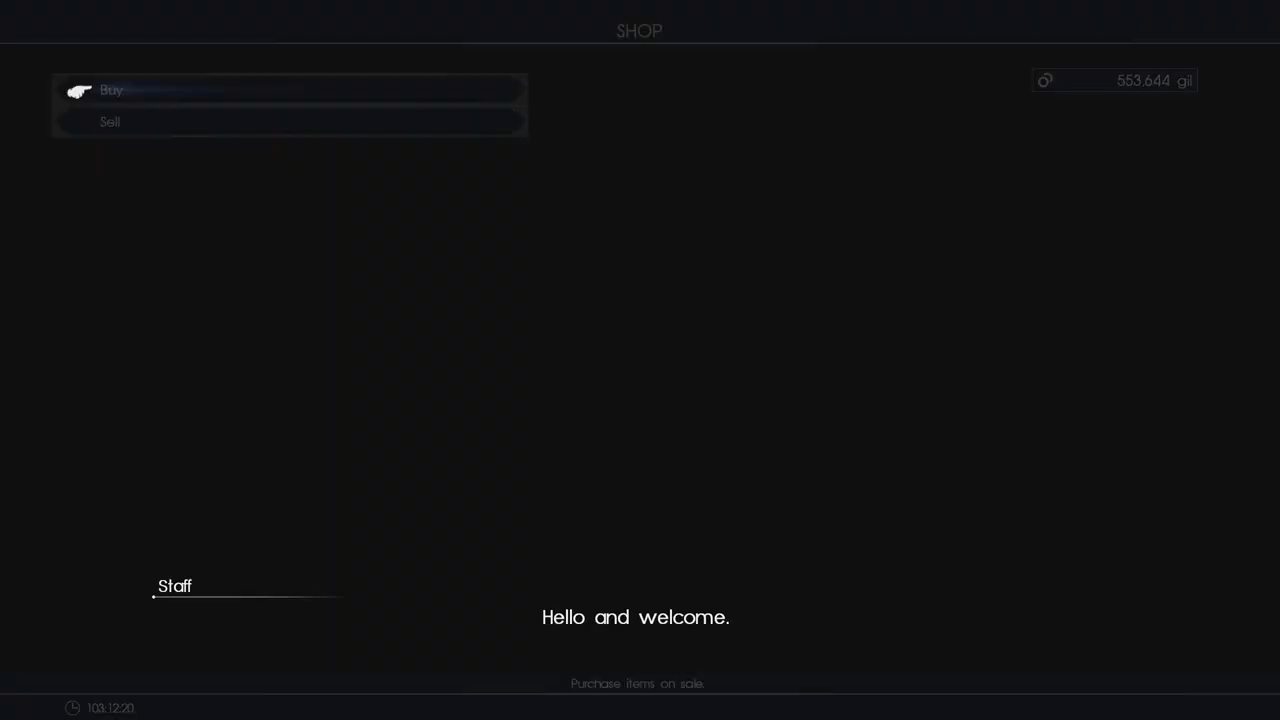 SHOP
Buy
553,644 gil
Sell
Staff
Hello and welcome.
Purchase items on sale.
103:12:20